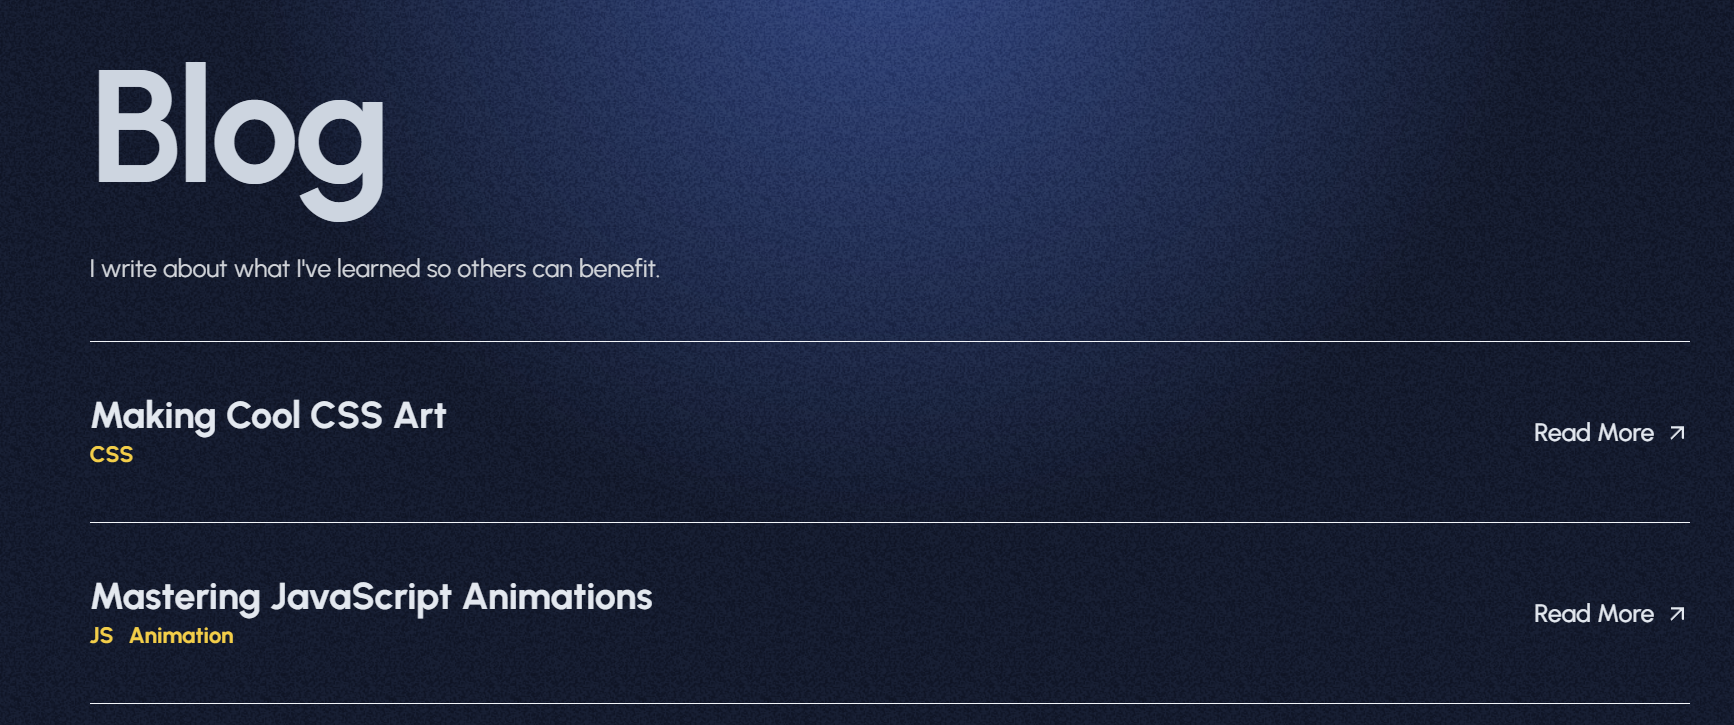 Blog
I write about what I've learned so others can benefit.
Making Cool CSS Art
CSS
Read More
Mastering JavaScript Animations
JS Animation
Read More